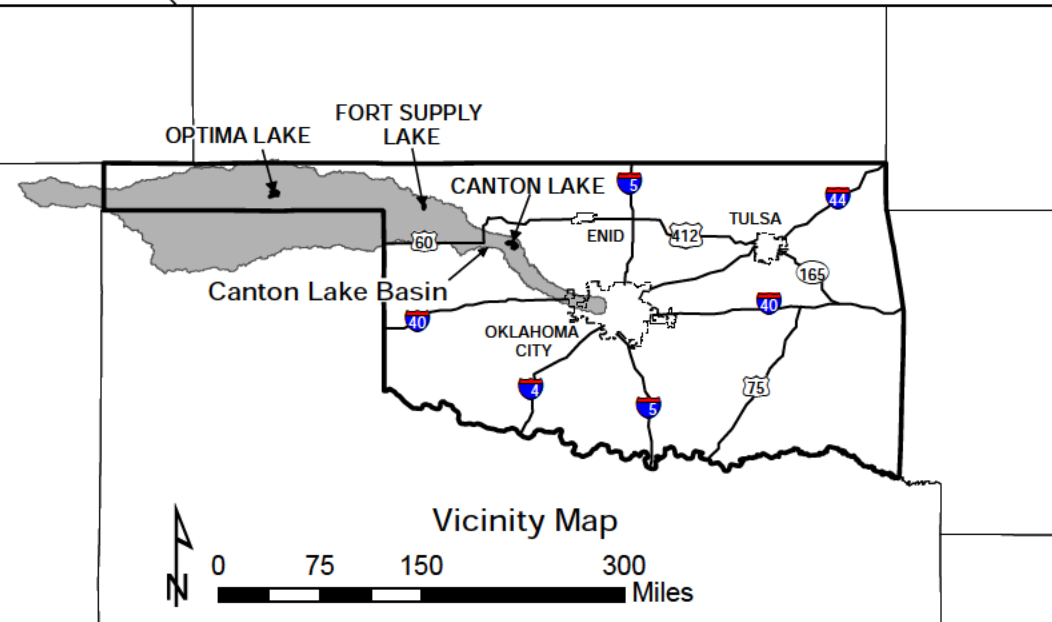 FORT SUPPLY
LAKE
OPTIMA LAKE
CANTON LAKE
5
44
TULSA
ENID
412
60
165
Canton Lake Basin
40
40
OKLAHOMA
CITY
4
5
75
Vicinity Map
N
0 75 150 300
Miles